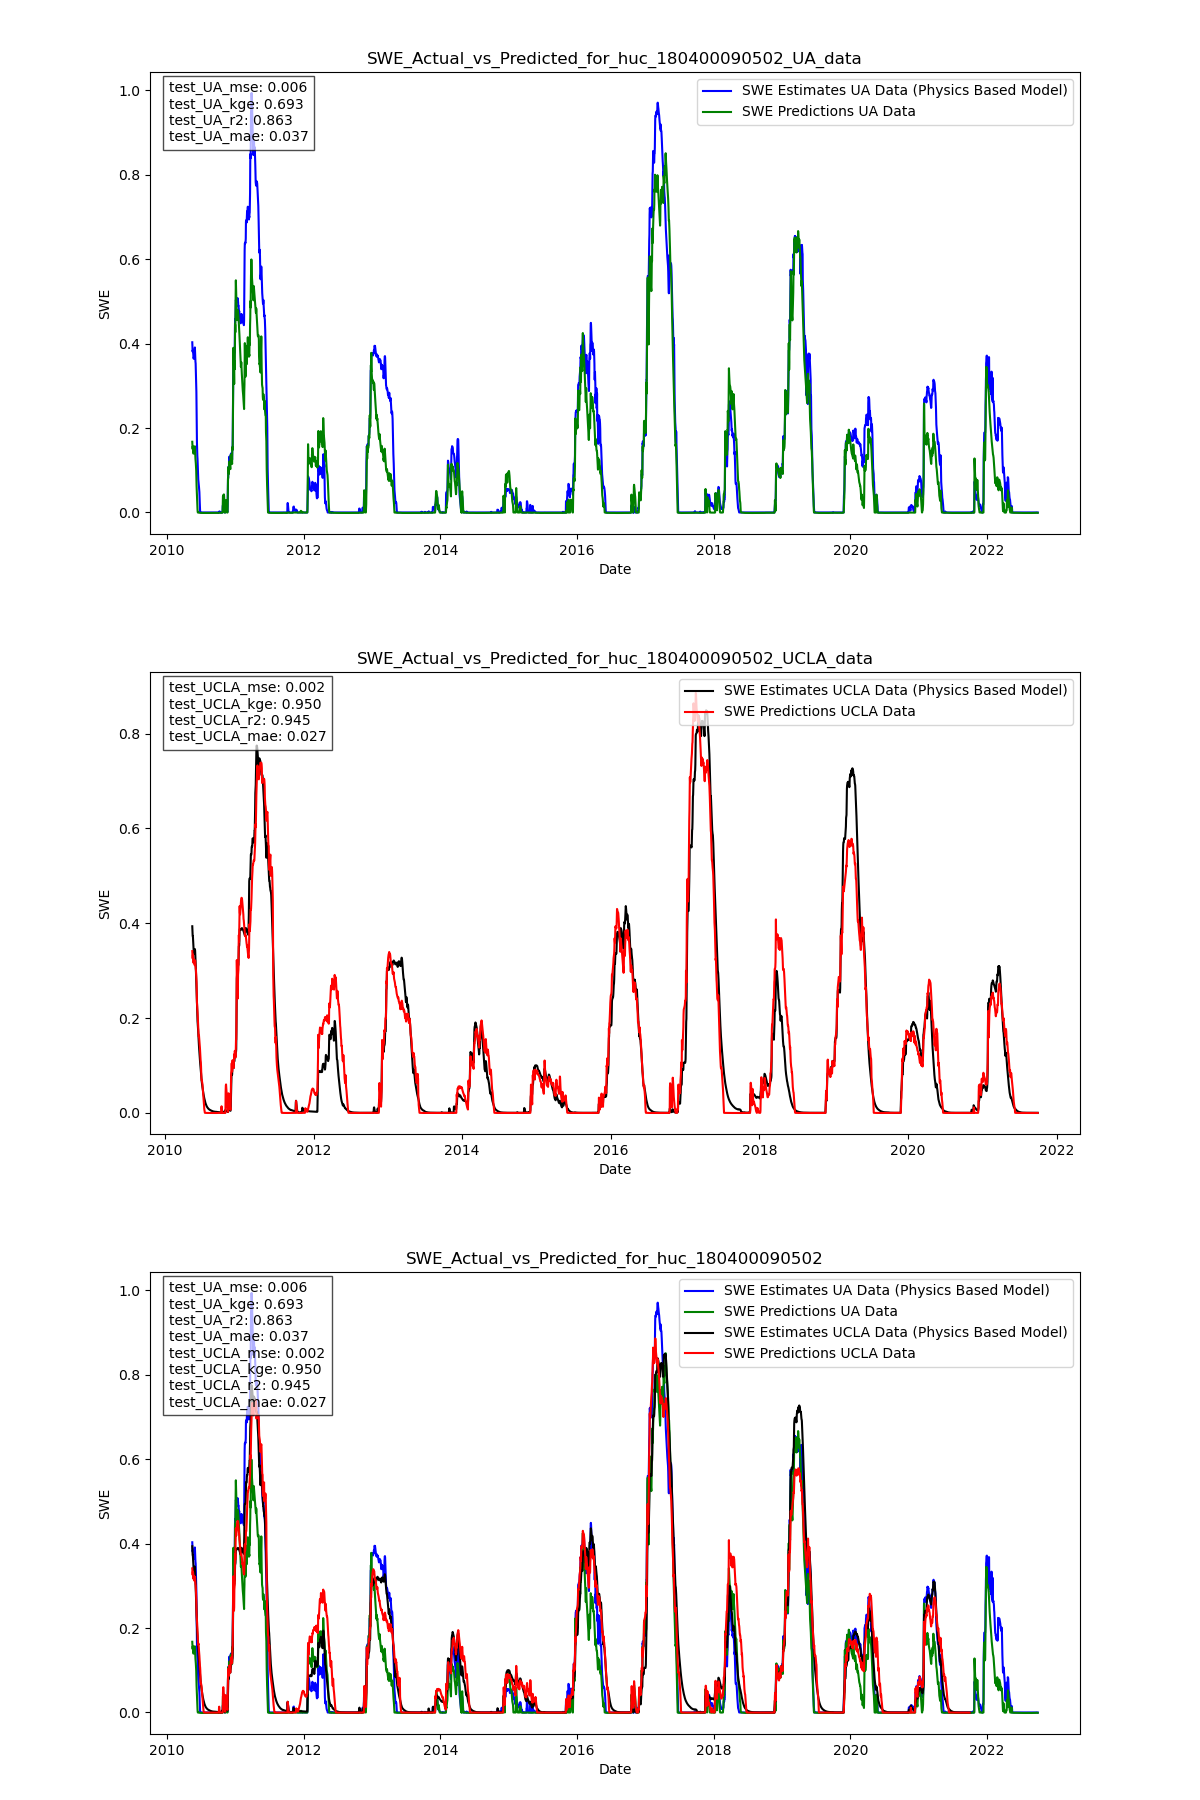 SWE_Actual_vs_Predicted_for_huc_180400090502_UA_data
test_UA_mse: 0.006
test_UA_kge: 0.693
test_UA_r2: 0.863
test_UA_mae: 0.037
SWE Estimates UA Data (Physics Based Model)
SWE Predictions UA Data
1.0
0.8
0.6
0.4
0.2
0.0
SWE
2010 2012 2014 2016 2018 2020 2022
Date
SWE_Actual_vs_Predicted_for_huc_180400090502_UCLA_data
test_UCLA_mse: 0.002
test_UCLA_kge: 0.950
test_UCLA_r2: 0.945
test_UCLA_mae: 0.027
SWE Estimates UCLA Data (Physics Based Model)
SWE Predictions UCLA Data
0.8
0.6
0.4
0.2
0.0
SWE
2010 2012 2014 2016 2018 2020 2022
Date
SWE_Actual_vs_Predicted_for_huc_180400090502
test_UA_mse: 0.006
test_UA_kge: 0.693
test_UA_r2: 0.863
test_UA_mae: 0.037
test_UCLA_mse: 0.002
test_UCLA_kge: 0.950
test_UCLA_r2: 0.945
test_UCLA_mae: 0.027
SWE Estimates UA Data (Physics Based Model)
SWE Predictions UA Data
SWE Estimates UCLA Data (Physics Based Model)
SWE Predictions UCLA Data
1.0
0.8
0.6
0.4
0.2
0.0
SWE
2010 2012 2014 2016 2018 2020 2022
Date